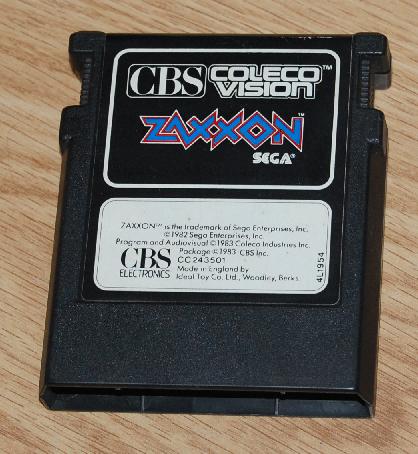 CBS COLECO VISION™
ZAXXON™
SEGA®
ZAXXON™ is the trademark of Sega Enterprises, Inc.
©1982 Sega Enterprises, Inc.
Program and Audiovisual ©1983 Coleco Industries Inc.
Package ©1983 CBS Inc.
CBS ELECTRONICS
CC 243501
Made in England by
Ideal Toy Co. Ltd., Woodley, Berks.
4L1954